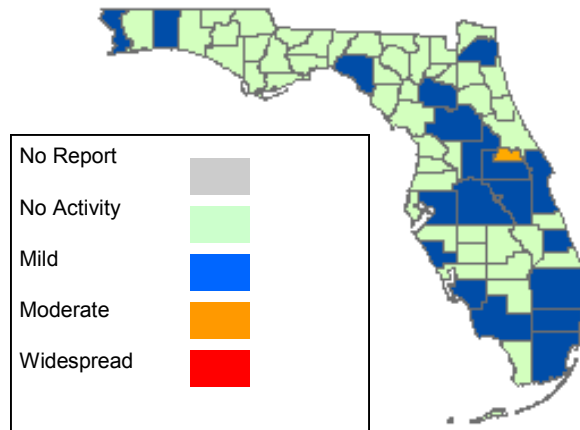 No Report
No Activity
Mild
Moderate
Widespread